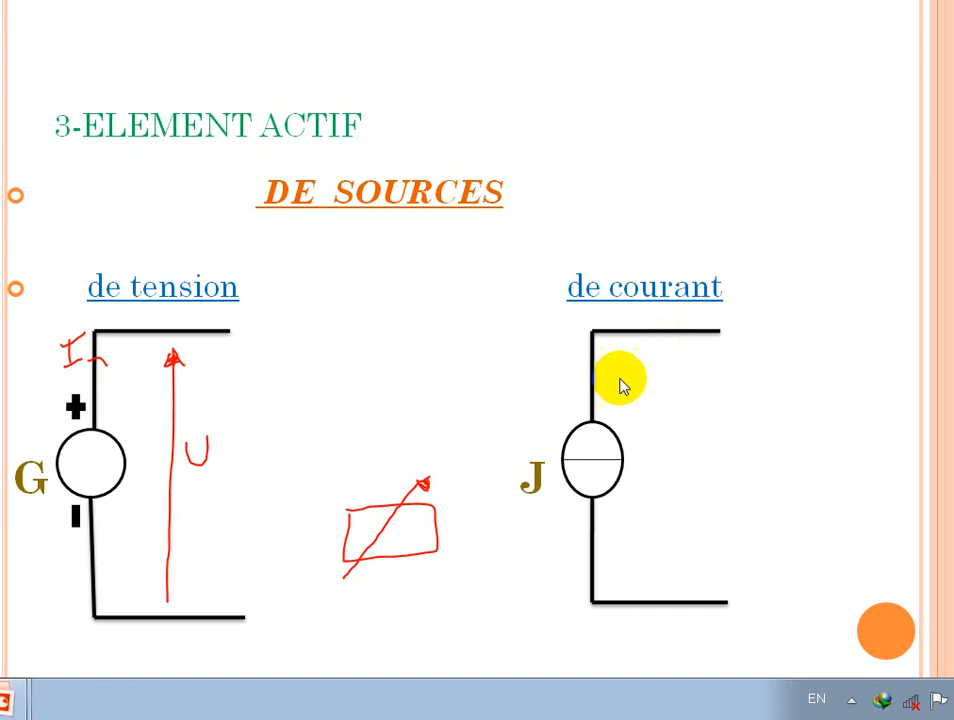 3-ELEMENT ACTIF
DE SOURCES
de tension
de courant
I
+
U
G
J
-
EN